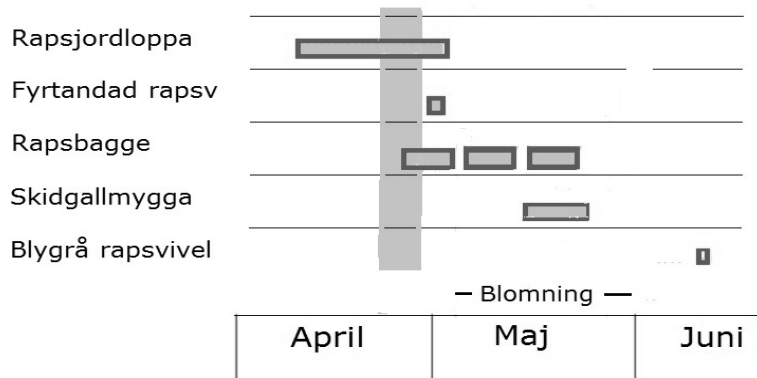 Rapsjordloppa
Fyrtandad rapsv
Rapsbagge
Skidgallmygga
Blygrå rapsvivel
– Blomning —
April Maj Juni